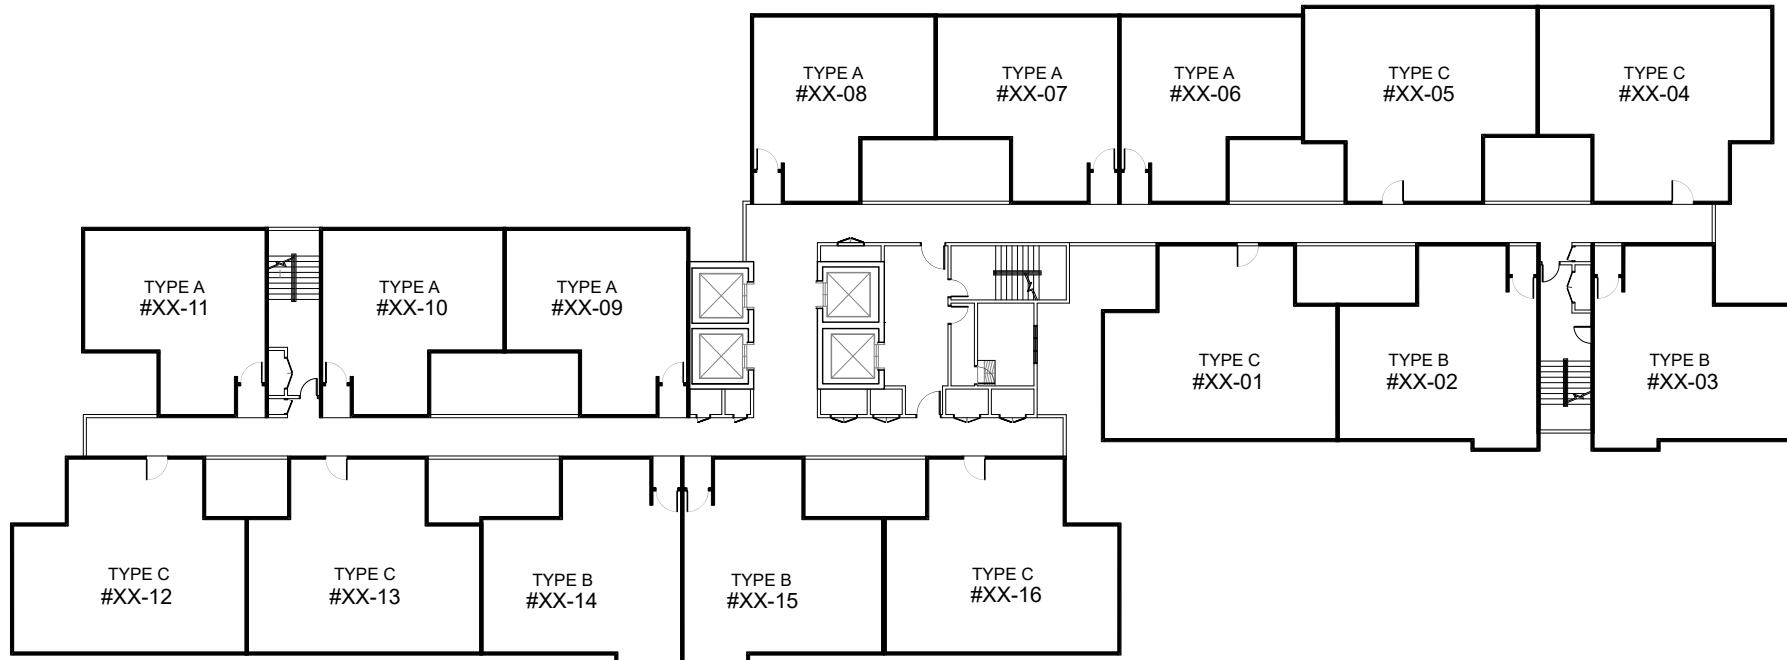 TYPE A
#XX-08
TYPE A
#XX-07
TYPE A
#XX-06
TYPE C
#XX-05
TYPE C
#XX-04
TYPE A
#XX-11
TYPE A
#XX-10
TYPE A
#XX-09
TYPE C
#XX-01
TYPE B
#XX-02
TYPE B
#XX-03
TYPE C
#XX-12
TYPE C
#XX-13
TYPE B
#XX-14
TYPE B
#XX-15
TYPE C
#XX-16